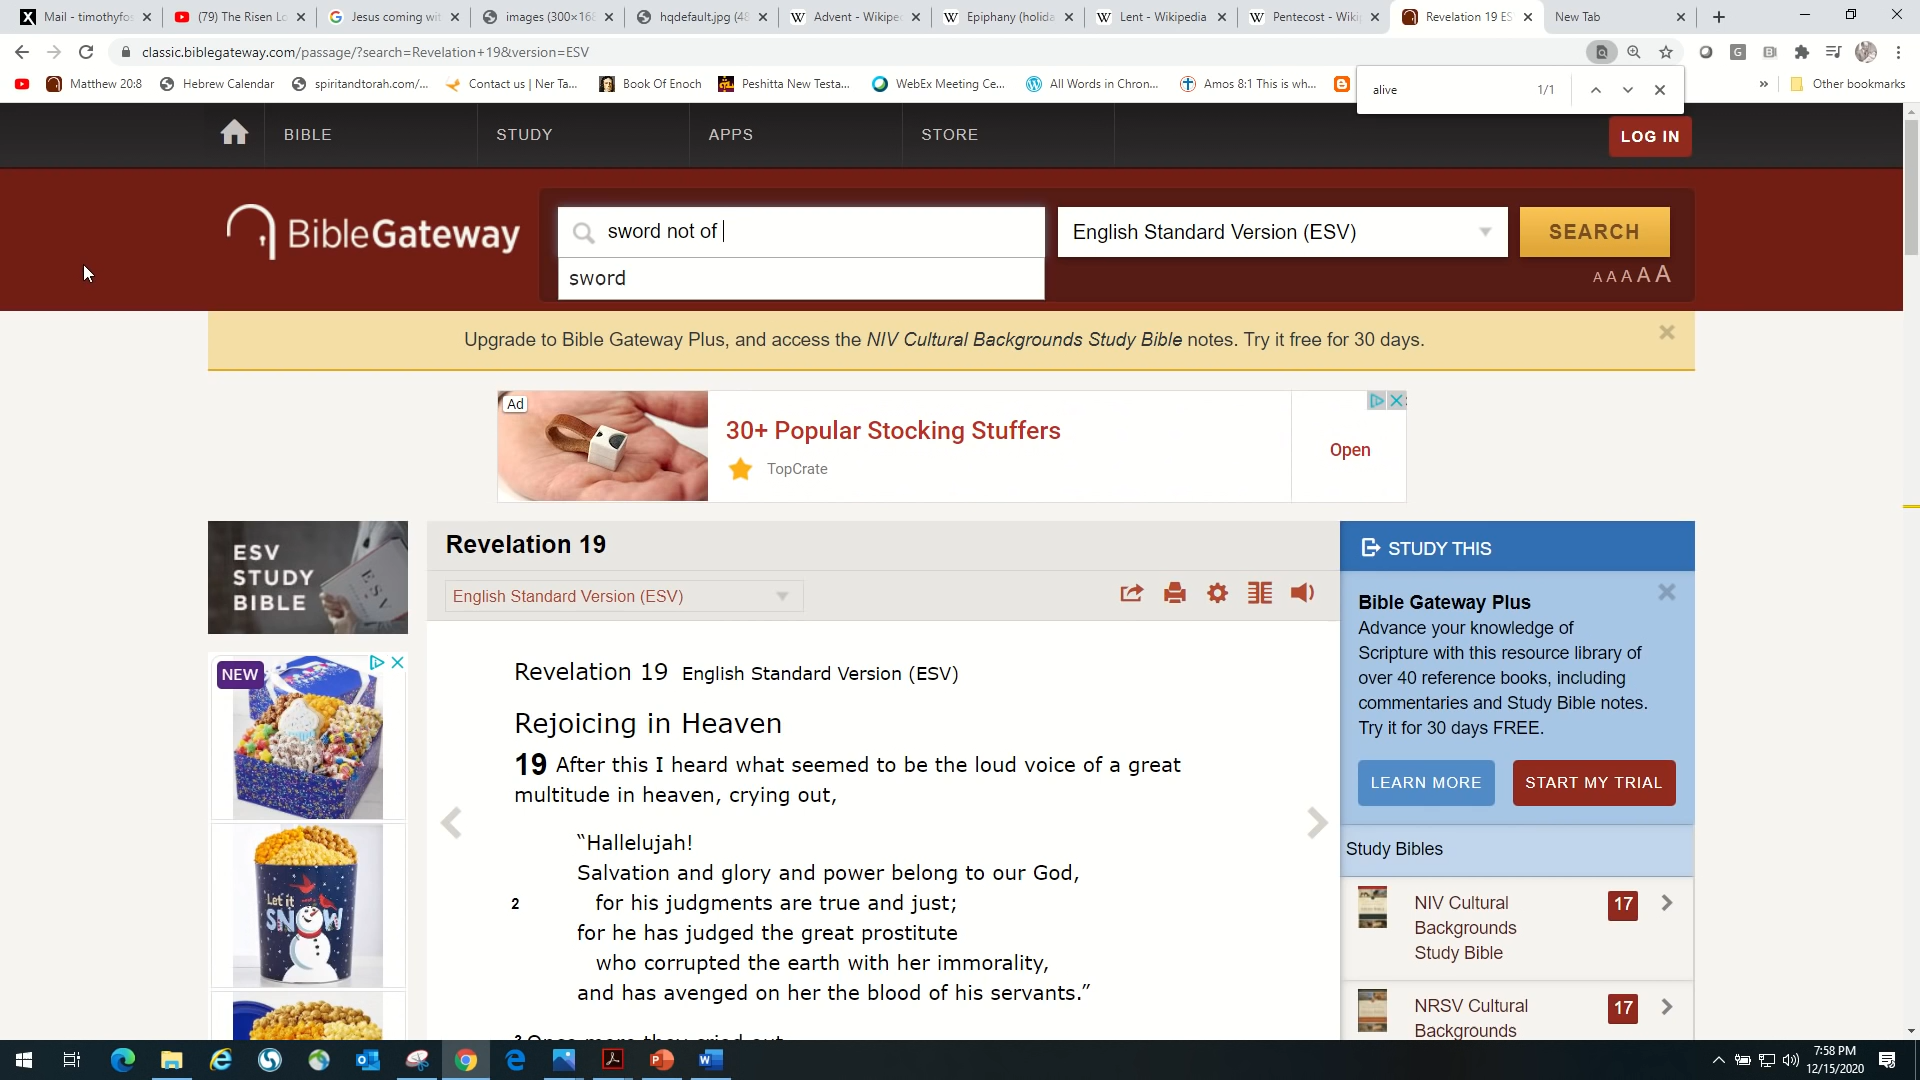 Mail - timothyfos
(79) The Risen Lo
Jesus coming wit
images (300×168
hqdefault.jpg (48
Advent - Wikipe
Epiphany (holida
Lent - Wikipedia
Pentecost - Wiki
Revelation 19 ES
New Tab
classic.biblegateway.com/passage/?search=Revelation+19&version=ESV
Matthew 20:8
Hebrew Calendar
spiritandtorah.com/...
Contact us | Ner Ta...
Book Of Enoch
Peshitta New Testa...
WebEx Meeting Ce...
All Words in Chron...
Amos 8:1 This is wh...
Other bookmarks
alive
1/1
BIBLE
STUDY
APPS
STORE
LOG IN
BibleGateway
sword not of
English Standard Version (ESV)
SEARCH
sword
A A A A A
Upgrade to Bible Gateway Plus, and access the NIV Cultural Backgrounds Study Bible notes. Try it free for 30 days.
Ad
30+ Popular Stocking Stuffers
TopCrate
Open
ESV
STUDY
BIBLE
NEW
Let it
SNOW
Revelation 19
English Standard Version (ESV)
Revelation 19 English Standard Version (ESV)
Rejoicing in Heaven
19 After this I heard what seemed to be the loud voice of a great
multitude in heaven, crying out,
“Hallelujah!
Salvation and glory and power belong to our God,
2 for his judgments are true and just;
for he has judged the great prostitute
who corrupted the earth with her immorality,
and has avenged on her the blood of his servants.”
3 Once more they cried out,
STUDY THIS
Bible Gateway Plus
Advance your knowledge of
Scripture with this resource library of
over 40 reference books, including
commentaries and Study Bible notes.
Try it for 30 days FREE.
LEARN MORE
START MY TRIAL
Study Bibles
NIV Cultural
Backgrounds
Study Bible
17
NRSV Cultural
Backgrounds
17
7:58 PM
12/15/2020